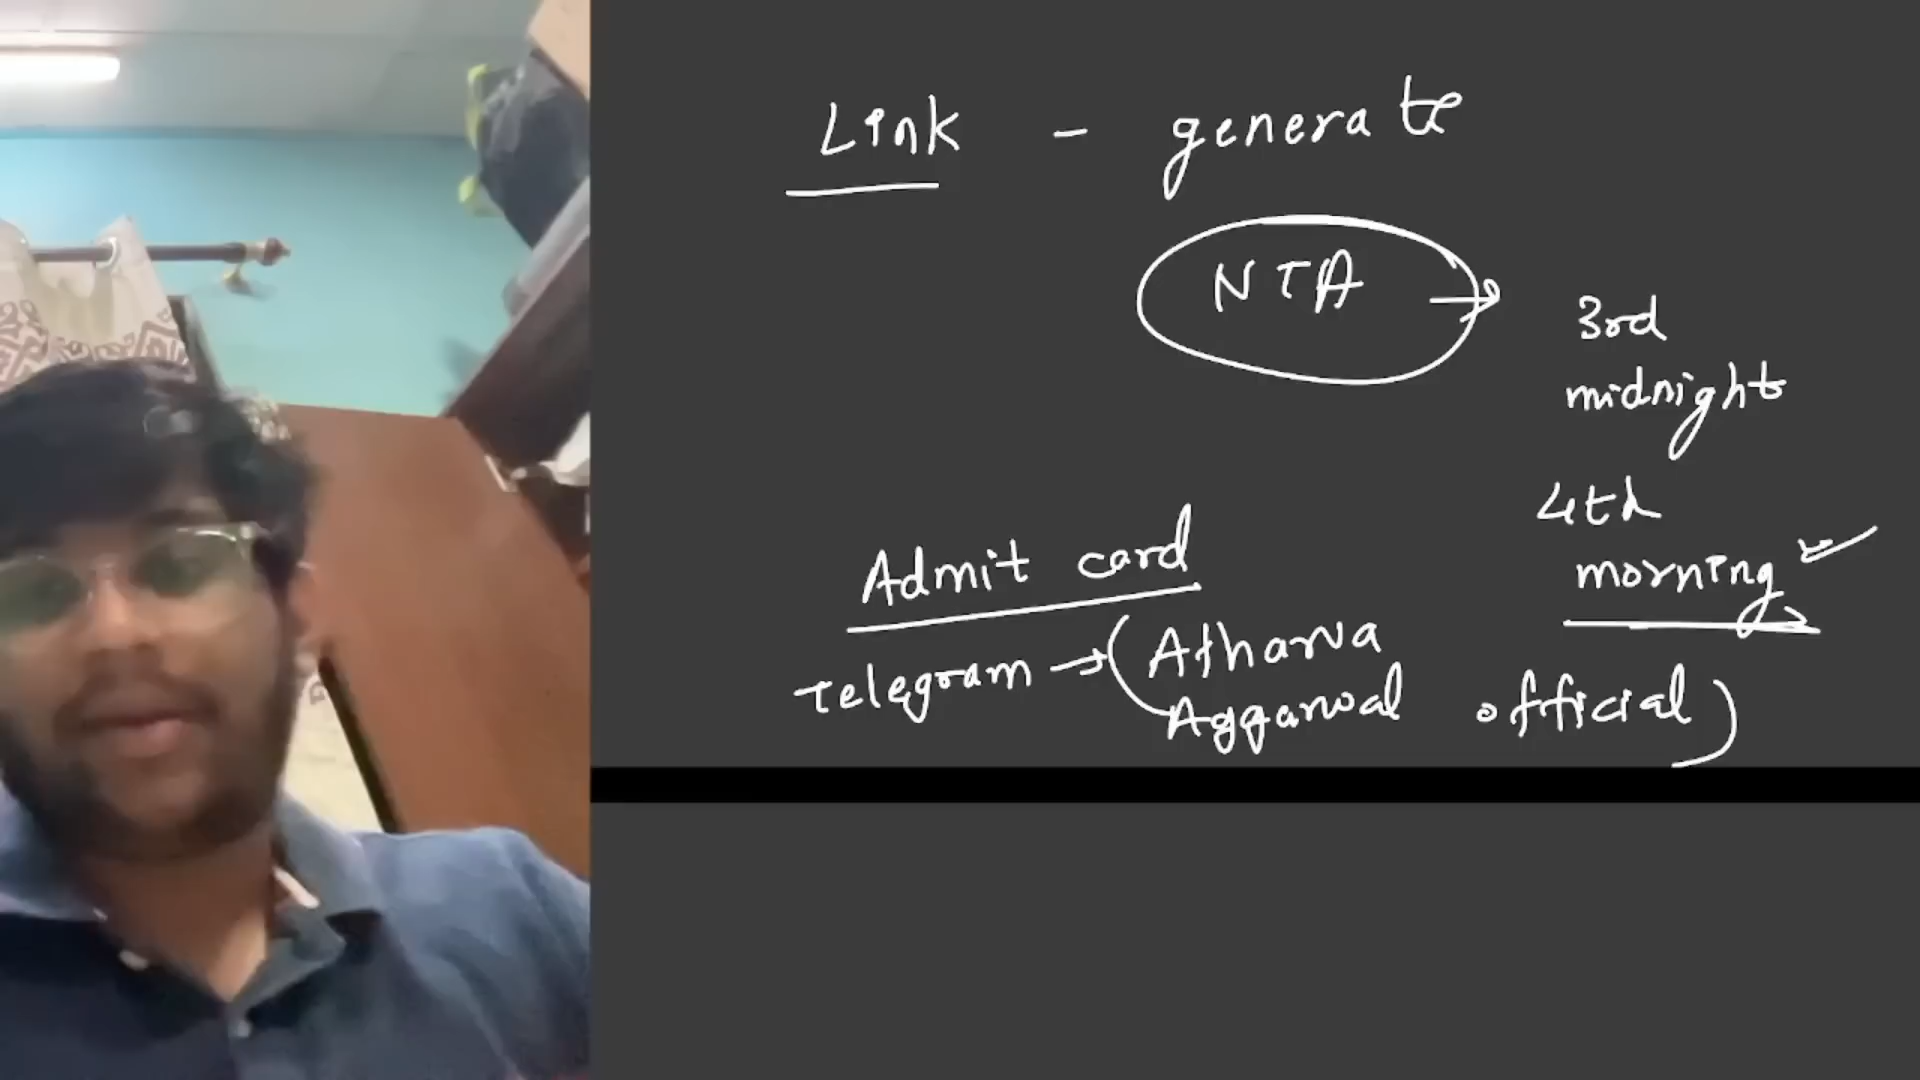 Link - generate
NTA →
3rd
midnight
4th
morning
Admit card
Telegram → (Atharva
Aggarwal official)